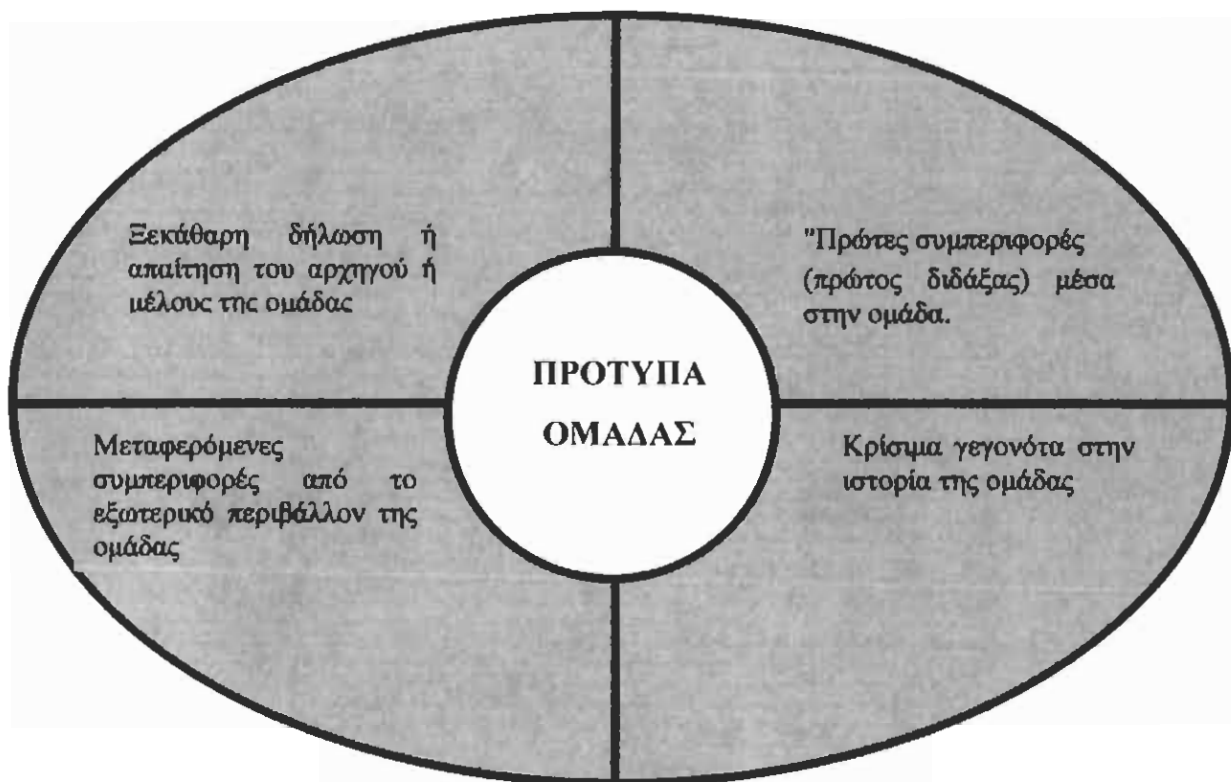 Ξεκάθαρη δήλωση ή
απαίτηση του αρχηγού ή
μέλους της ομάδας
"Πρώτες συμπεριφορές
(πρώτος διδάξας) μέσα
στην ομάδα.
ΠΡΟΤΥΠΑ
ΟΜΑΔΑΣ
Μεταφερόμενες
συμπεριφορές από το
εξωτερικό περιβάλλον της
ομάδας
Κρίσιμα γεγονότα στην
ιστορία της ομάδας